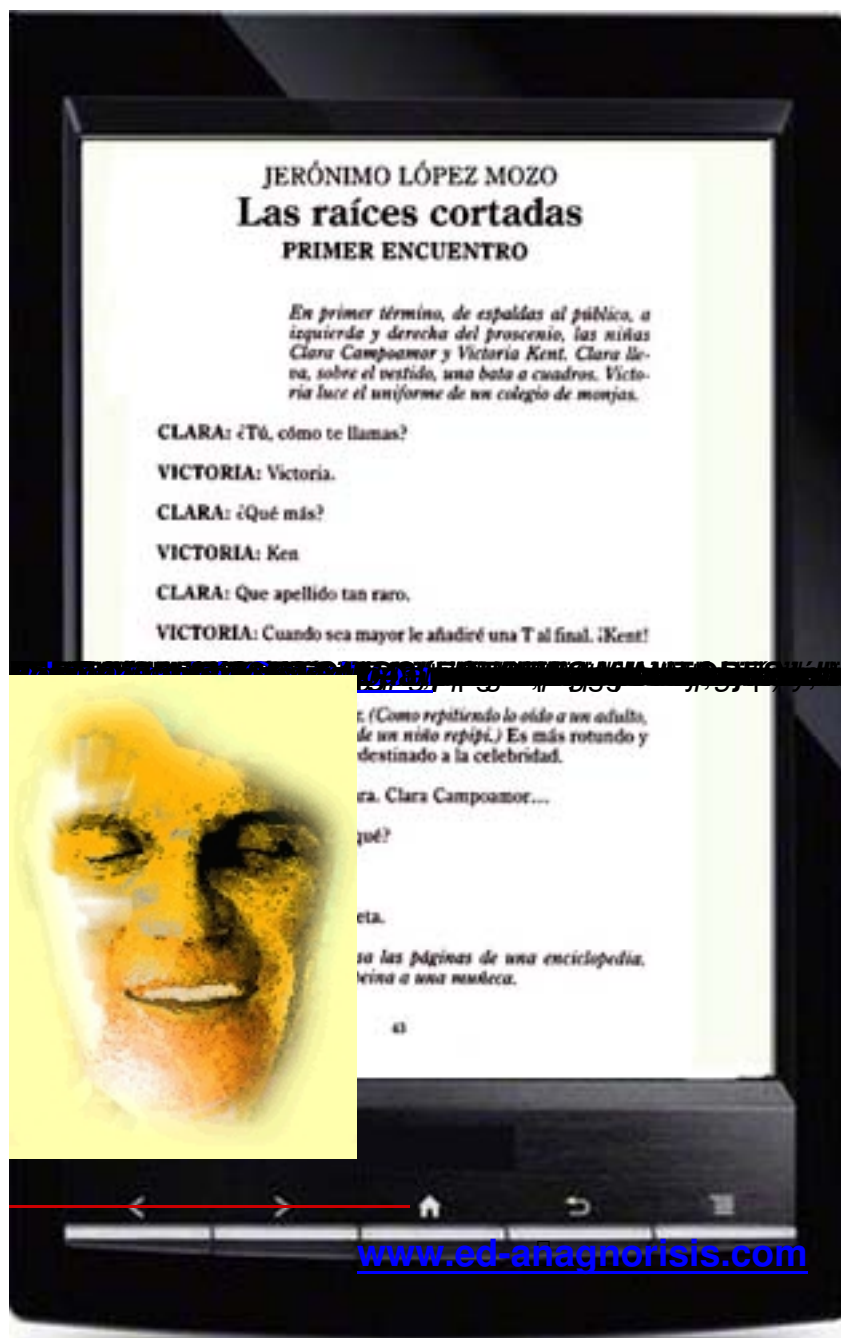 JERÓNIMO LÓPEZ MOZO
Las raíces cortadas
PRIMER ENCUENTRO
En primer término, de espaldas al público, a
izquierda y derecha del proscenio, las niñas
Clara Campoamor y Victoria Kent. Clara lle-
va, sobre el vestido, una bata a cuadros. Victo-
ria luce el uniforme de un colegio de monjas.
CLARA: ¿Tú, cómo te llamas?
VICTORIA: Victoria.
CLARA: ¿Qué más?
VICTORIA: Ken
CLARA: Que apellido tan raro.
VICTORIA: Cuando sea mayor le añadiré una T al final. ¡Kent!
(Como repitiendo lo oído a un adulto,
de un niño repipi.) Es más rotundo y
destinado a la celebridad.
Clara Campoamor...
qué?
las páginas de una enciclopedia.
a una muñeca.
43
www.ed-anagnorisis.com